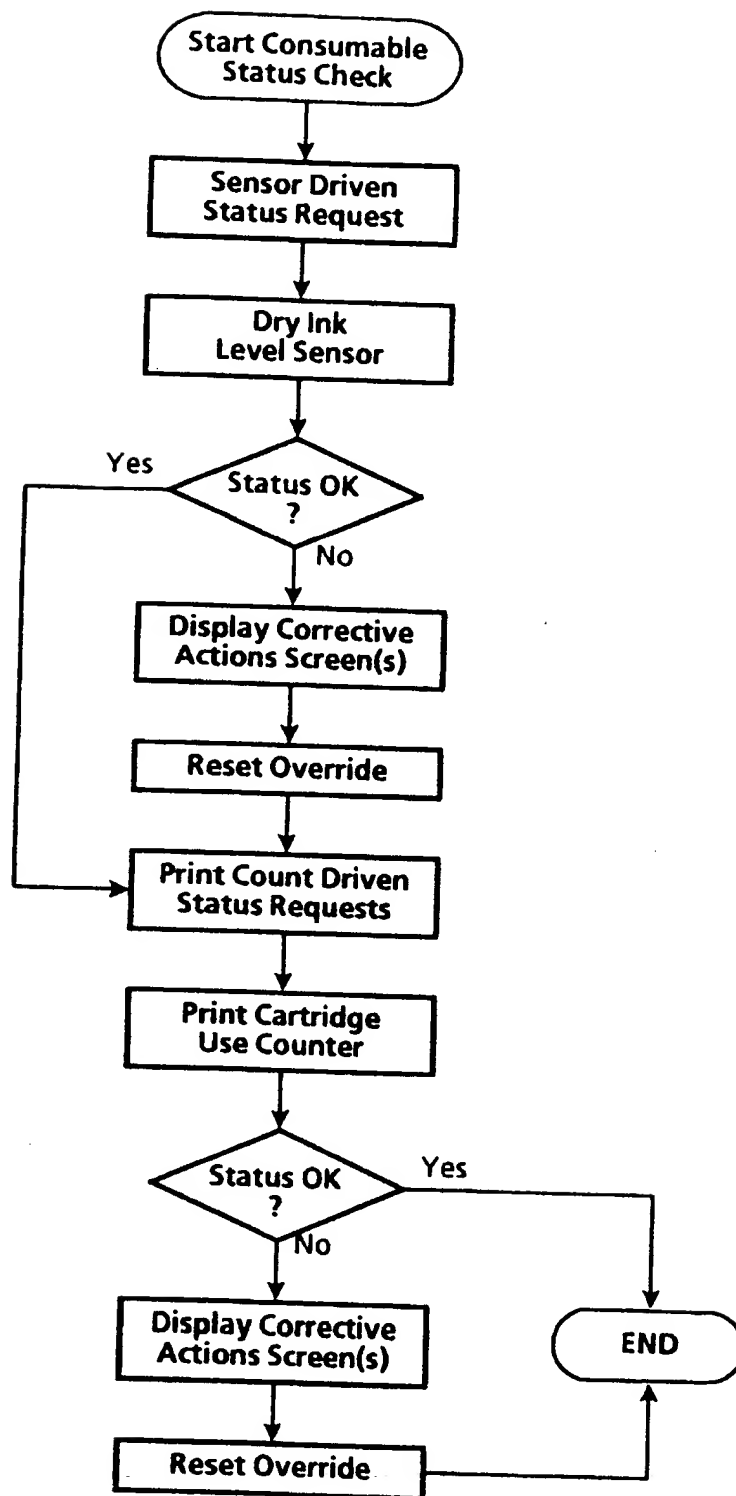 Start Consumable
Status Check
Sensor Driven
Status Request
Dry Ink
Level Sensor
Yes
Status OK
?
No
Display Corrective
Actions Screen(s)
Reset Override
Print Count Driven
Status Requests
Print Cartridge
Use Counter
Status OK
?
Yes
No
Display Corrective
Actions Screen(s)
END
Reset Override